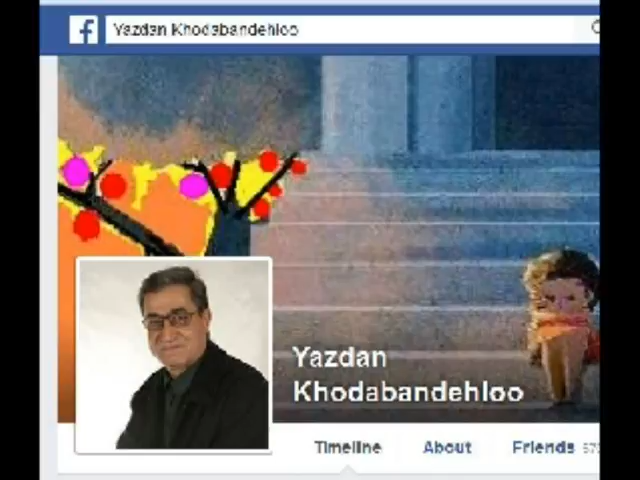 Yazdan Khodabandehloo
Yazdan
Khodabandehloo
Timeline About Friends